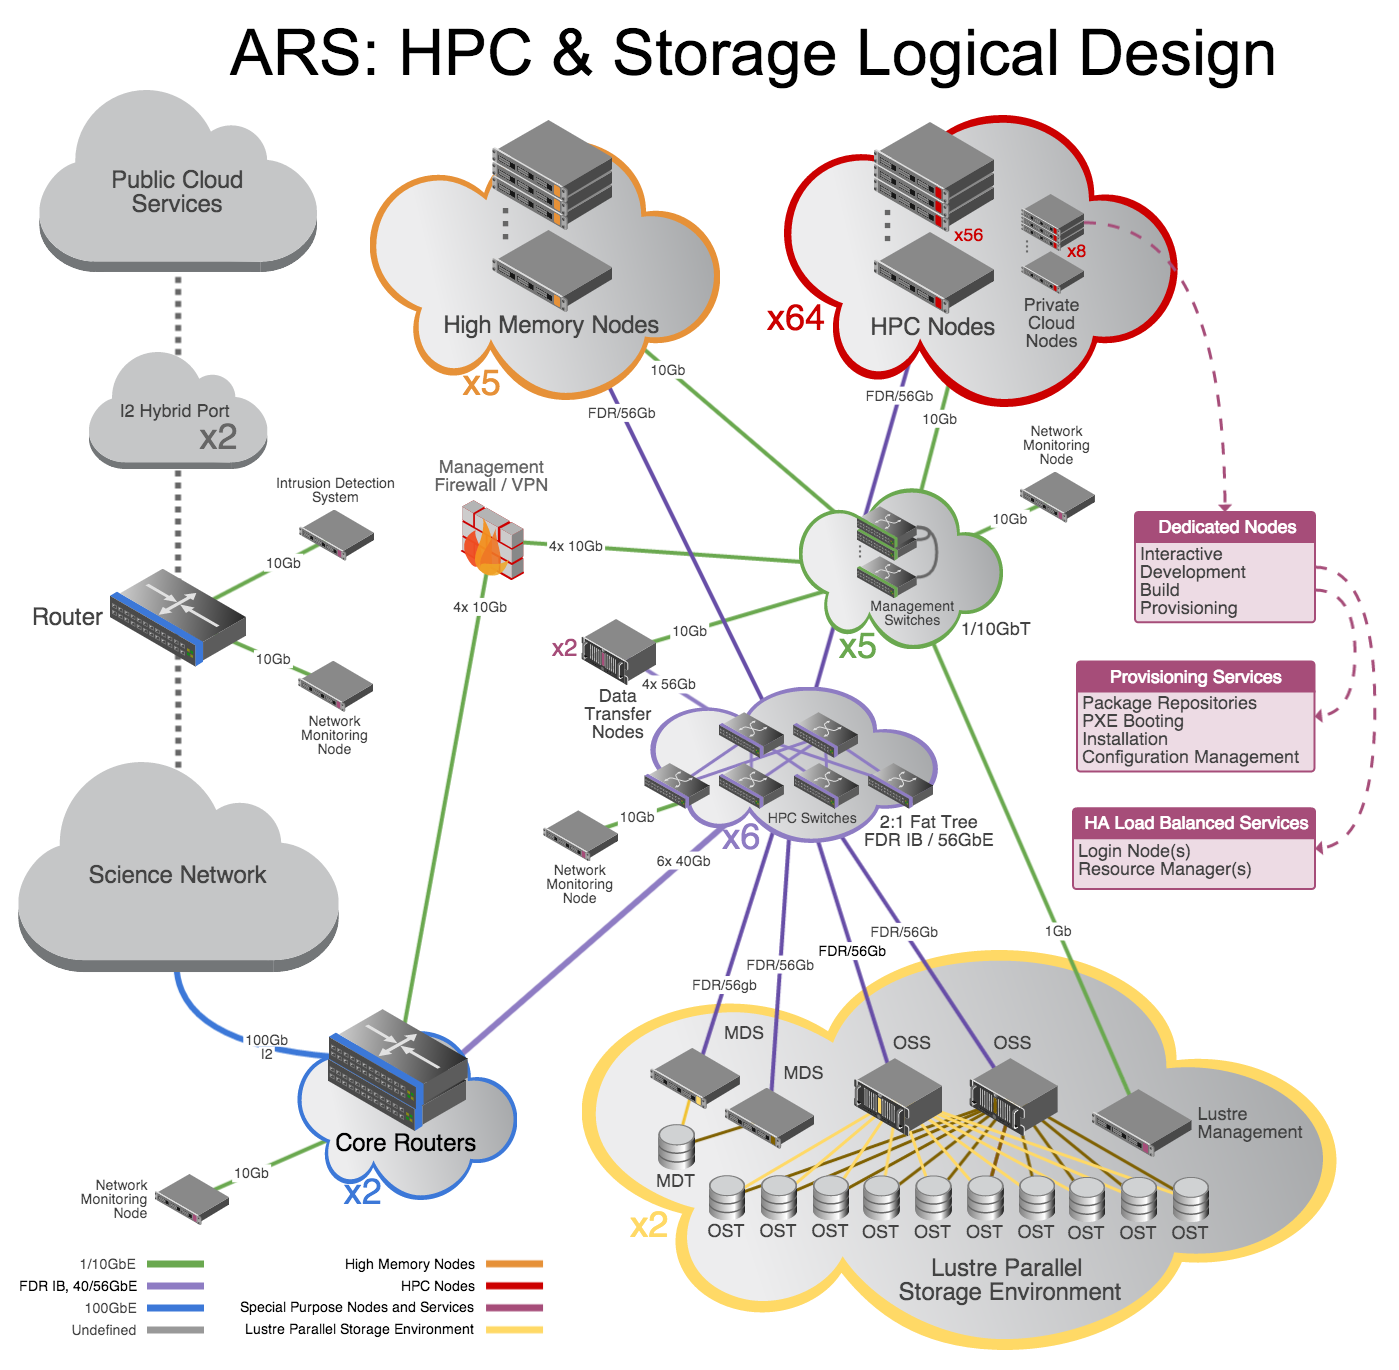 ARS: HPC & Storage Logical Design
Public Cloud
Services
I2 Hybrid Port
x2
Intrusion Detection
System
10Gb
Router
10Gb
Network
Monitoring
Node
Science Network
100Gb
I2
Core Routers
x2
10Gb
Network
Monitoring
Node
High Memory Nodes
x5
10Gb
FDR/56Gb
x56
x8
HPC Nodes
Private
Cloud
Nodes
x64
FDR/56Gb
10Gb
Management
Firewall / VPN
4x 10Gb
4x 10Gb
Network
Monitoring
Node
10Gb
Management
Switches
x5
1/10GbT
10Gb
x2
Data
Transfer
Nodes
4x 56Gb
HPC Switches
x6
2:1 Fat Tree
FDR IB / 56GbE
10Gb
Network
Monitoring
Node
6x 40Gb
Dedicated Nodes
Interactive
Development
Build
Provisioning
Provisioning Services
Package Repositories
PXE Booting
Installation
Configuration Management
HA Load Balanced Services
Login Node(s)
Resource Manager(s)
FDR/56gb
FDR/56Gb
FDR/56Gb
FDR/56Gb
1Gb
MDS
MDS
OSS
OSS
Lustre
Management
MDT
x2
OST OST OST OST OST OST OST OST OST OST
Lustre Parallel
Storage Environment
1/10GbE
FDR IB, 40/56GbE
100GbE
Undefined
High Memory Nodes
HPC Nodes
Special Purpose Nodes and Services
Lustre Parallel Storage Environment